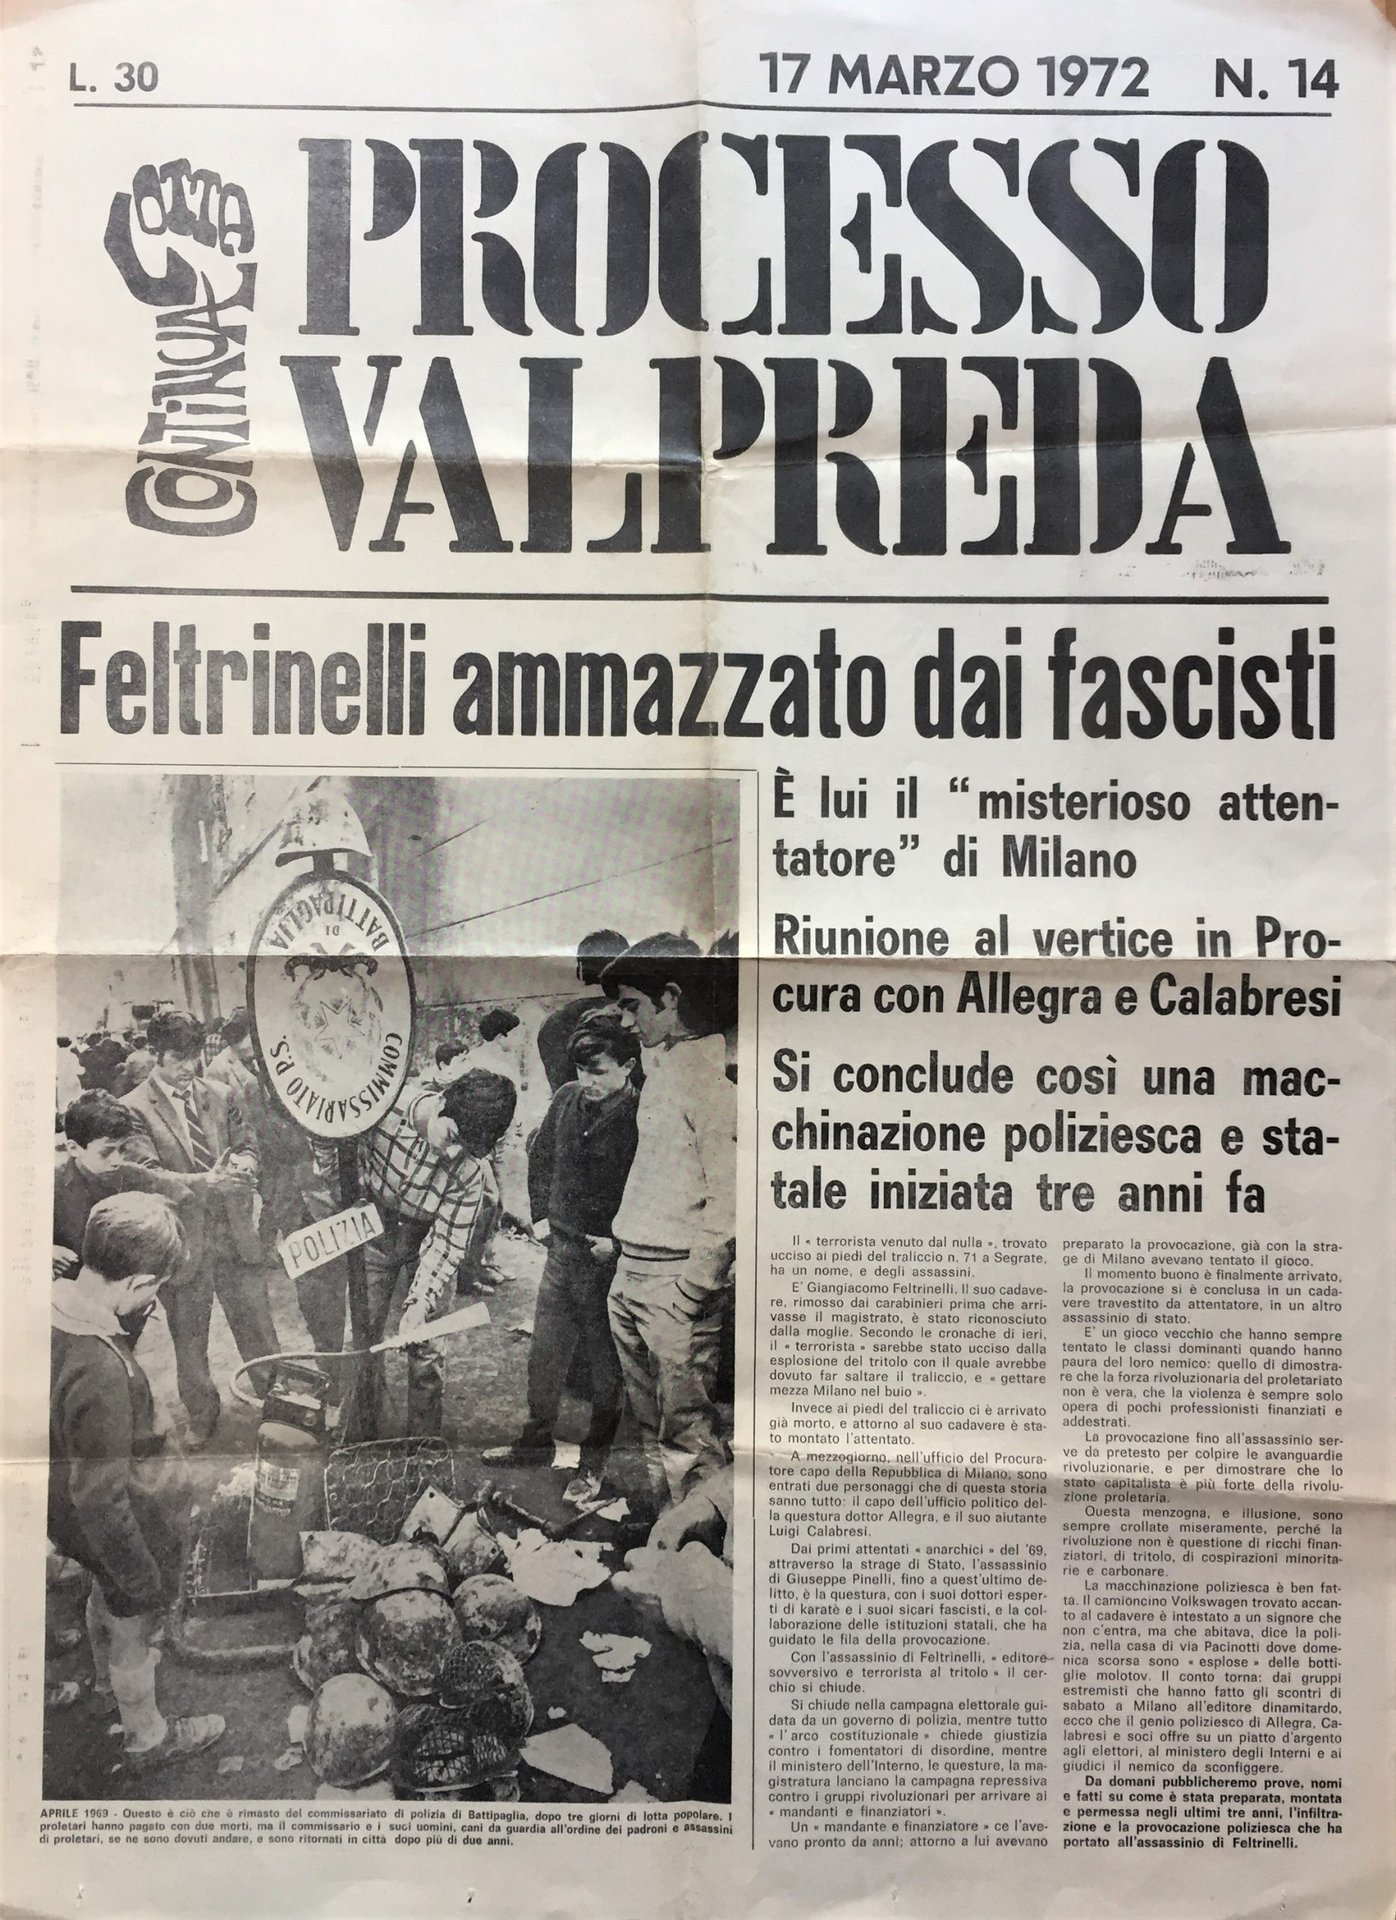 L. 30
17 MARZO 1972 N. 14
LOTTA
CONTINUA
PROCESSO
VALPREDA
Feltrinelli ammazzato dai fascisti
COMMISSARIATO P.S.
DI
BATTIPAGLIA
POLIZIA
APRILE 1969 - Questo è ciò che è rimasto del commissariato di polizia di Battipaglia, dopo tre giorni di lotta popolare. I
proletari hanno pagato con due morti, ma il commissario e i suoi uomini, cani da guardia all'ordine dei padroni e assassini
di proletari, se ne sono dovuti andare, e sono ritornati in città dopo più di due anni.
È lui il “misterioso atten-
tatore” di Milano
Riunione al vertice in Pro-
cura con Allegra e Calabresi
Si conclude così una mac-
chinazione poliziesca e sta-
tale iniziata tre anni fa
Il « terrorista venuto dal nulla », trovato
ucciso ai piedi del traliccio n. 71 a Segrate,
ha un nome, e degli assassini.
E' Giangiacomo Feltrinelli. Il suo cadave-
re, rimosso dai carabinieri prima che arri-
vasse il magistrato, è stato riconosciuto
dalla moglie. Secondo le cronache di ieri,
il « terrorista » sarebbe stato ucciso dalla
esplosione del tritolo con il quale avrebbe
dovuto far saltare il traliccio, e « gettare
mezza Milano nel buio ».
Invece ai piedi del traliccio ci è arrivato
già morto, e attorno al suo cadavere è sta-
to montato l'attentato.
A mezzogiorno, nell'ufficio del Procura-
tore capo della Repubblica di Milano, sono
entrati due personaggi che di questa storia
sanno tutto: il capo dell'ufficio politico del-
la questura dottor Allegra, e il suo aiutante
Luigi Calabresi.
Dai primi attentati « anarchici » del '69,
attraverso la strage di Stato, l'assassinio
di Giuseppe Pinelli, fino a quest'ultimo de-
litto, è la questura, con i suoi dottori esper-
ti di karatè e i suoi sicari fascisti, e la col-
laborazione delle istituzioni statali, che ha
guidato le fila della provocazione.
Con l'assassinio di Feltrinelli, « editore
sovversivo e terrorista al tritolo » il cer-
chio si chiude.
Si chiude nella campagna elettorale gui-
data da un governo di polizia, mentre tutto
« l'arco costituzionale » chiede giustizia
contro i fomentatori di disordine, mentre
il ministero dell'Interno, le questure, la ma-
gistratura lanciano la campagna repressiva
contro i gruppi rivoluzionari per arrivare ai
« mandanti e finanziatori ».
Un « mandante e finanziatore » ce l'ave-
vano pronto da anni; attorno a lui avevano
preparato la provocazione, già con la stra-
ge di Milano avevano tentato il gioco.
Il momento buono è finalmente arrivato,
la provocazione si è conclusa in un cada-
vere travestito da attentatore, in un altro
assassinio di stato.
E' un gioco vecchio che hanno sempre
tentato le classi dominanti quando hanno
paura del loro nemico: quello di dimostra-
re che la forza rivoluzionaria del proletariato
non è vera, che la violenza è sempre solo
opera di pochi professionisti finanziati e
addestrati.
La provocazione fino all'assassinio ser-
ve da pretesto per colpire le avanguardie
rivoluzionarie, e per dimostrare che lo
stato capitalista è più forte della rivolu-
zione proletaria.
Questa menzogna, e illusione, sono
sempre crollate miseramente, perché la
rivoluzione non è questione di ricchi finan-
ziatori, di tritolo, di cospirazioni minorita-
rie e carbonare.
La macchinazione poliziesca è ben fat-
ta. Il camioncino Volkswagen trovato accan-
to al cadavere è intestato a un signore che
non c'entra, ma che abitava, dice la poli-
zia, nella casa di via Pacinotti dove dome-
nica scorsa sono « esplose » delle botti-
glie molotov. Il conto torna: dai gruppi
estremisti che hanno fatto gli scontri di
sabato a Milano all'editore dinamitardo,
ecco che il genio poliziesco di Allegra, Ca-
labresi e soci offre su un piatto d'argento
agli elettori, al ministero degli Interni e ai
giudici il nemico da sconfiggere.
Da domani pubblicheremo prove, nomi
e fatti su come è stata preparata, montata
e permessa negli ultimi tre anni, l'infiltra-
zione e la provocazione poliziesca che ha
portato all'assassinio di Feltrinelli.